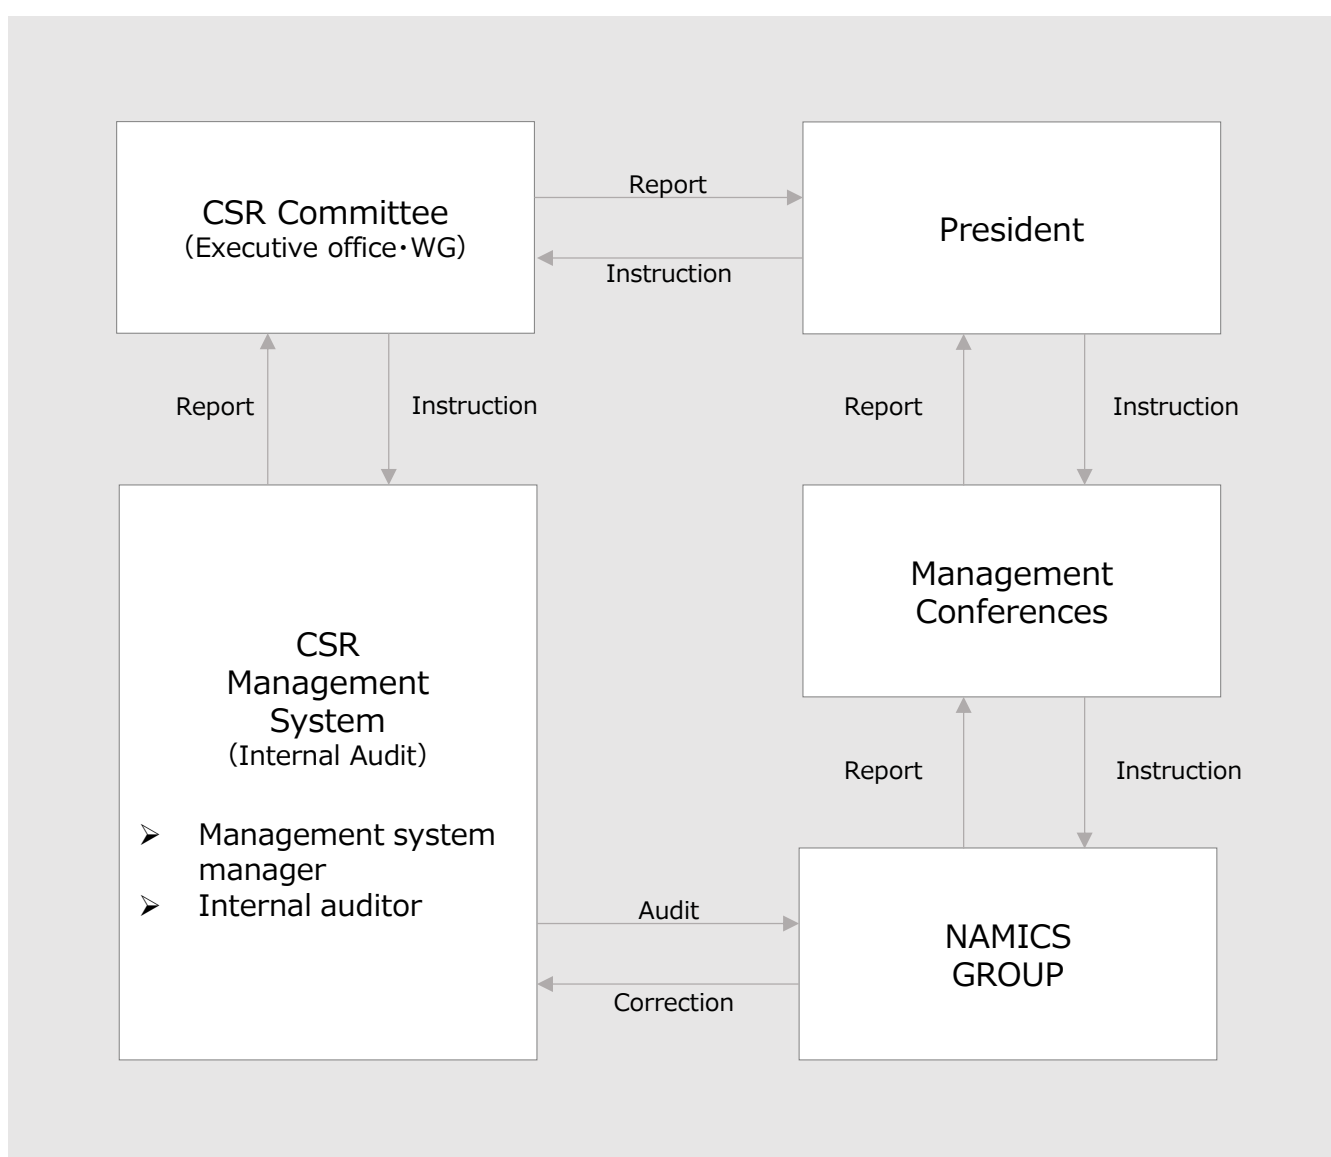 CSR Committee
（Executive office・WG）
Report
Instruction
President
Report
Instruction
Report
Instruction
CSR
Management
System
（Internal Audit）
➢ Management system
manager
➢ Internal auditor
Management
Conferences
Report
Instruction
Audit
Correction
NAMICS
GROUP